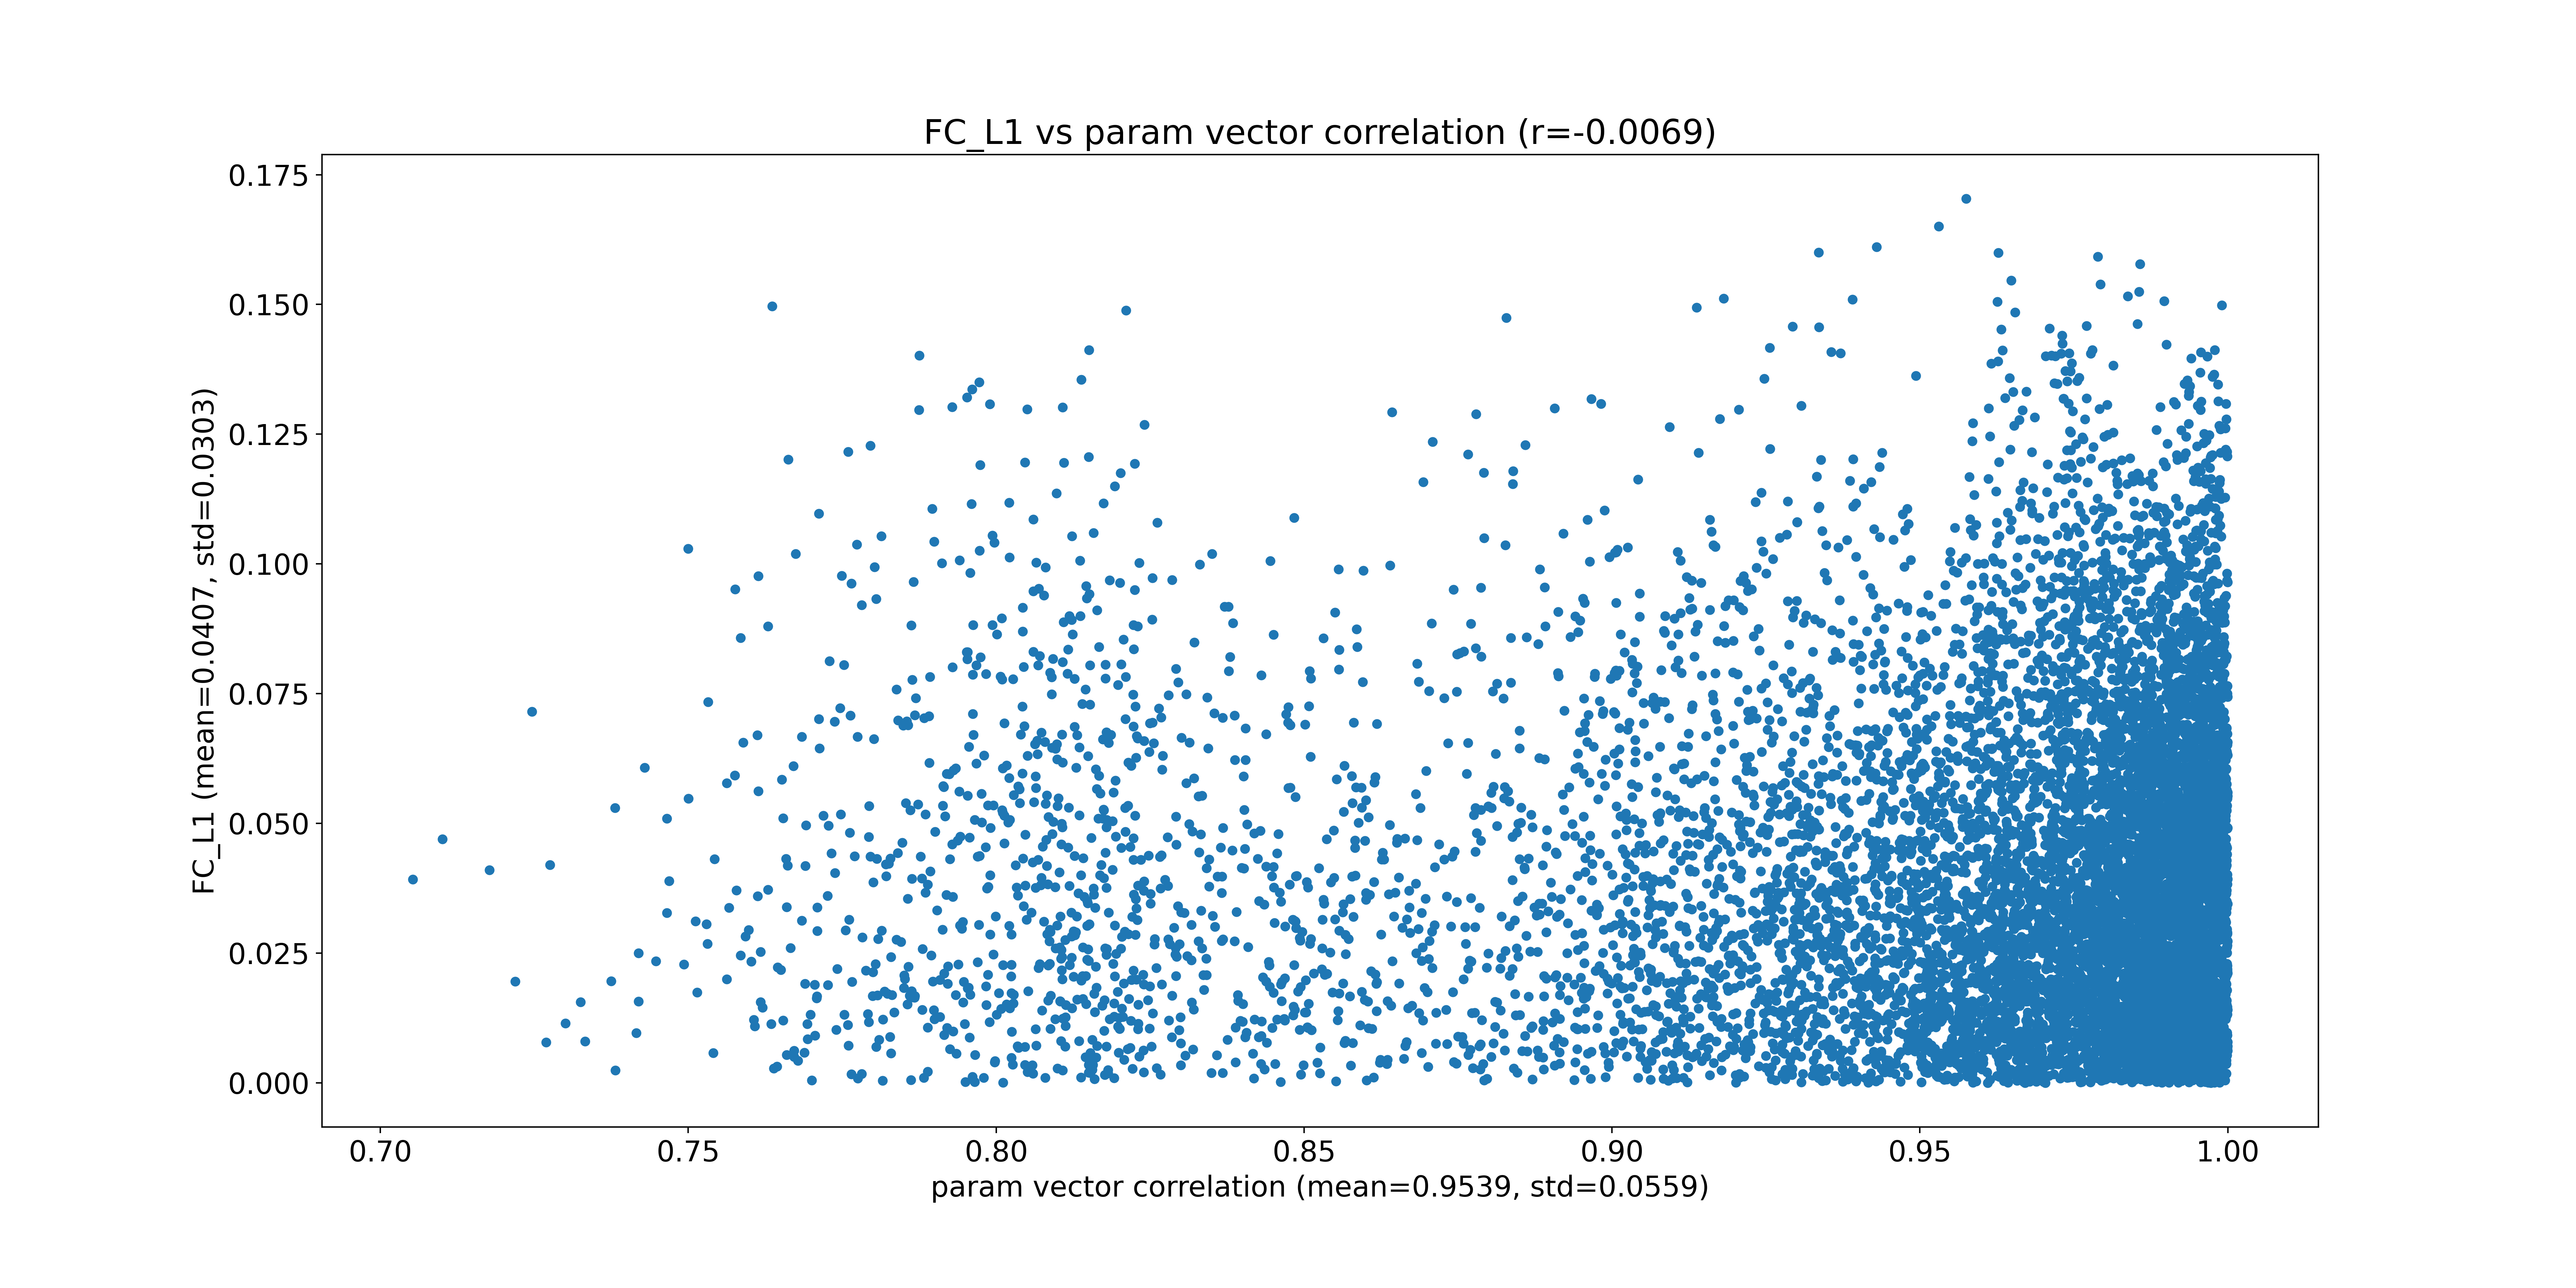 FC_L1 vs param vector correlation (r=-0.0069)
0.175
0.150
0.125
0.100
0.075
0.050
0.025
0.000
FC_L1 (mean=0.0407, std=0.0303)
0.70 0.75 0.80 0.85 0.90 0.95 1.00
param vector correlation (mean=0.9539, std=0.0559)